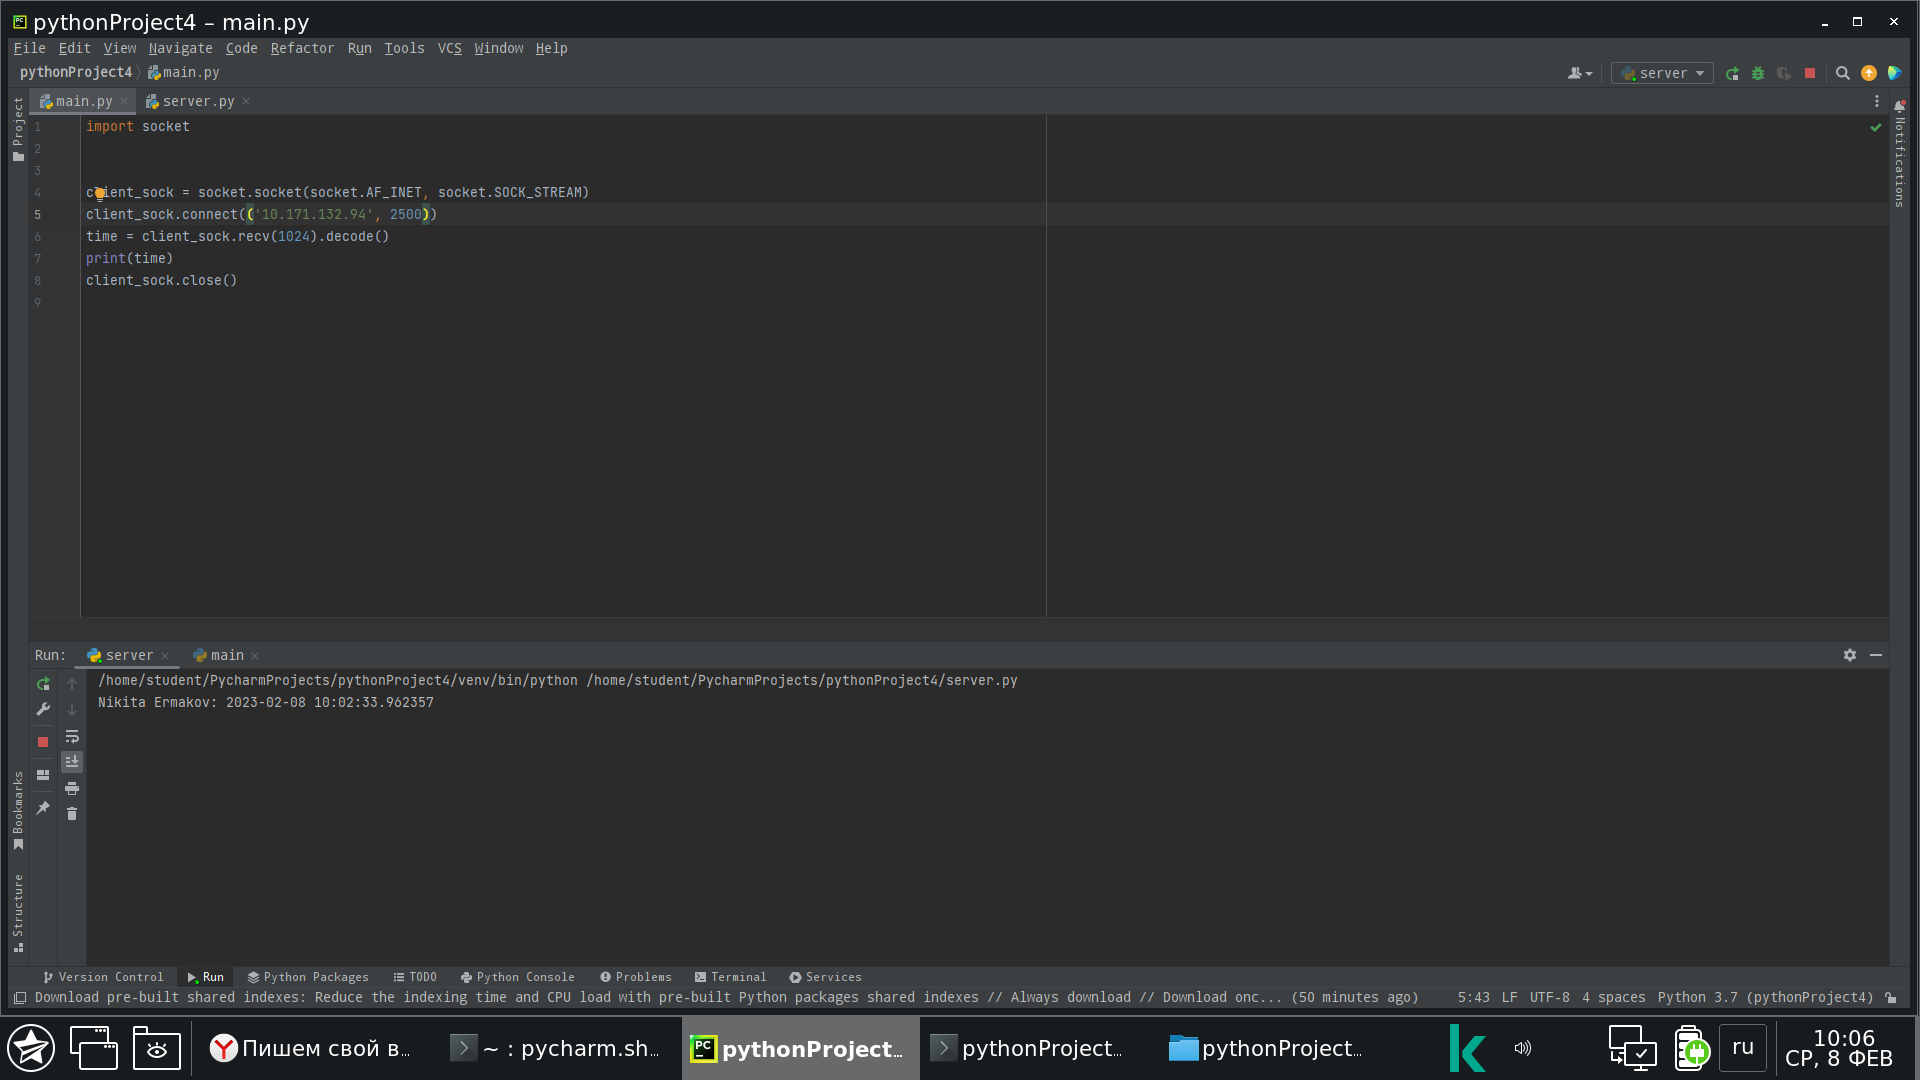 pythonProject4 – main.py
File Edit View Navigate Code Refactor Run Tools VCS Window Help
pythonProject4 main.py
server
main.py server.py
Project
Notifications
1 import socket
2
3
4 client_sock = socket.socket(socket.AF_INET, socket.SOCK_STREAM)
5 client_sock.connect(('10.171.132.94', 2500))
6 time = client_sock.recv(1024).decode()
7 print(time)
8 client_sock.close()
9
Run: server main
/home/student/PycharmProjects/pythonProject4/venv/bin/python /home/student/PycharmProjects/pythonProject4/server.py
Nikita Ermakov: 2023-02-08 10:02:33.962357
Bookmarks
Structure
Version Control Run Python Packages TODO Python Console Problems Terminal Services
Download pre-built shared indexes: Reduce the indexing time and CPU load with pre-built Python packages shared indexes // Always download // Download onc... (50 minutes ago) 5:43 LF UTF-8 4 spaces Python 3.7 (pythonProject4)
Пишем свой в… ~ : pycharm.sh… pythonProject… pythonProject… pythonProject… ru 10:06
СР, 8 ФЕВ